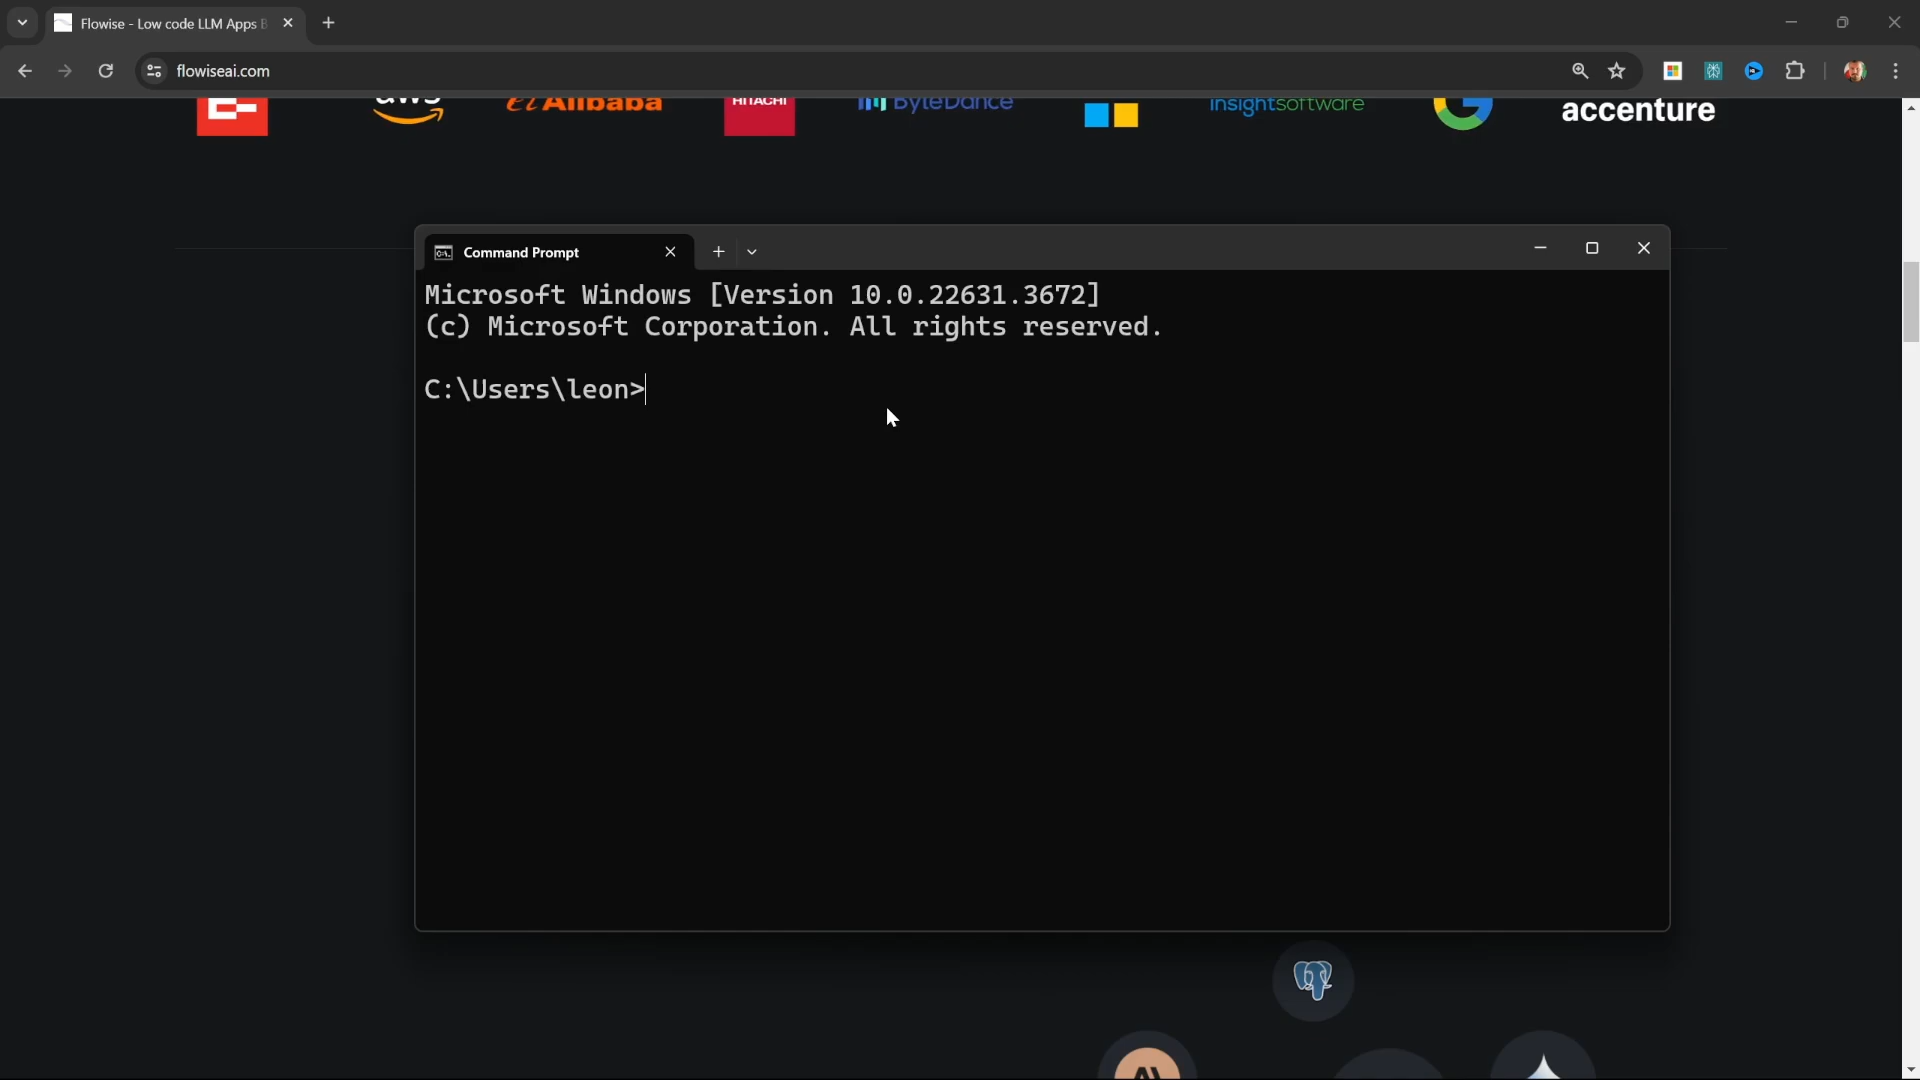 Flowise - Low code LLM Apps B
flowiseai.com
aws
Alibaba
HITACHI
ByteDance
insightsoftware
accenture
Command Prompt
Microsoft Windows [Version 10.0.22631.3672]
(c) Microsoft Corporation. All rights reserved.
C:\Users\leon>